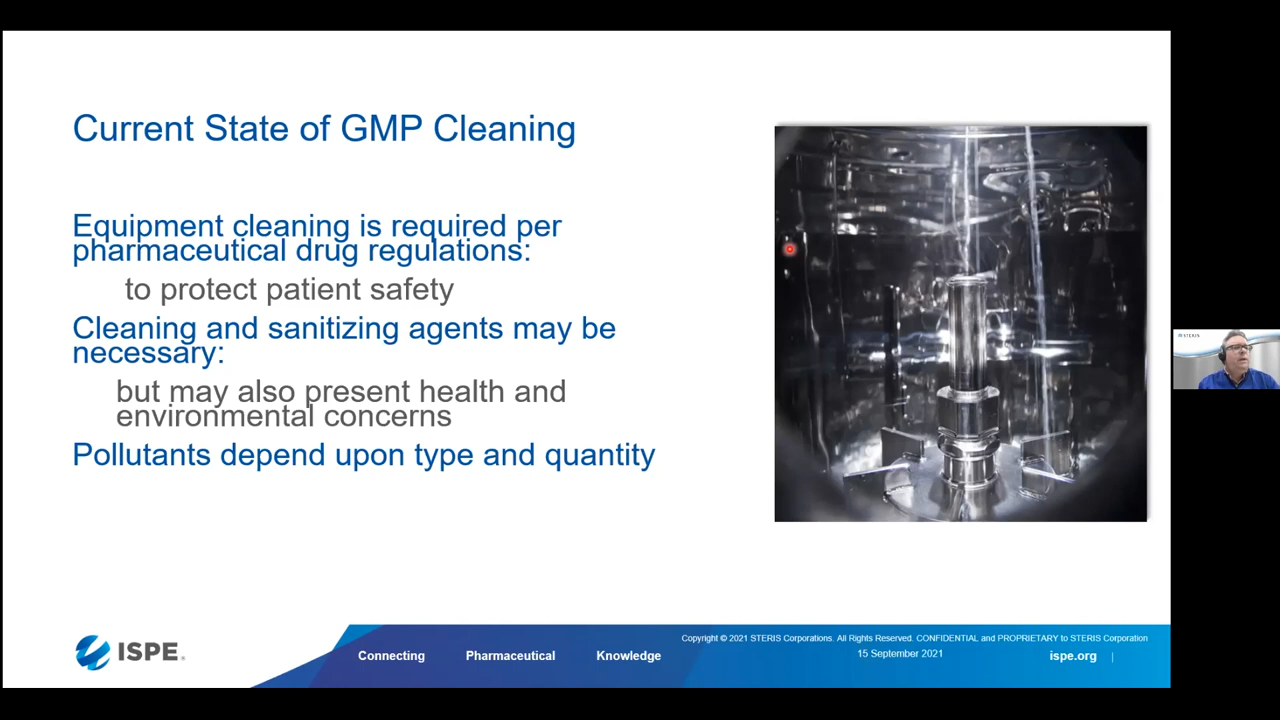 Current State of GMP Cleaning
Equipment cleaning is required per
pharmaceutical drug regulations:
to protect patient safety
Cleaning and sanitizing agents may be
necessary:
but may also present health and
environmental concerns
Pollutants depend upon type and quantity
STERIS
ISPE®
Connecting Pharmaceutical Knowledge
Copyright © 2021 STERIS Corporations. All Rights Reserved. CONFIDENTIAL and PROPRIETARY to STERIS Corporation
15 September 2021
ispe.org |